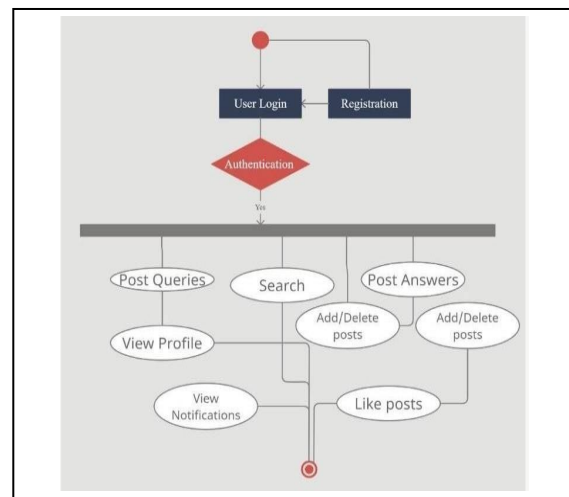 User Login
Registration
Authentication
Yes
Post Queries
Search
Post Answers
Add/Delete
posts
Add/Delete
posts
View Profile
View
Notifications
Like posts